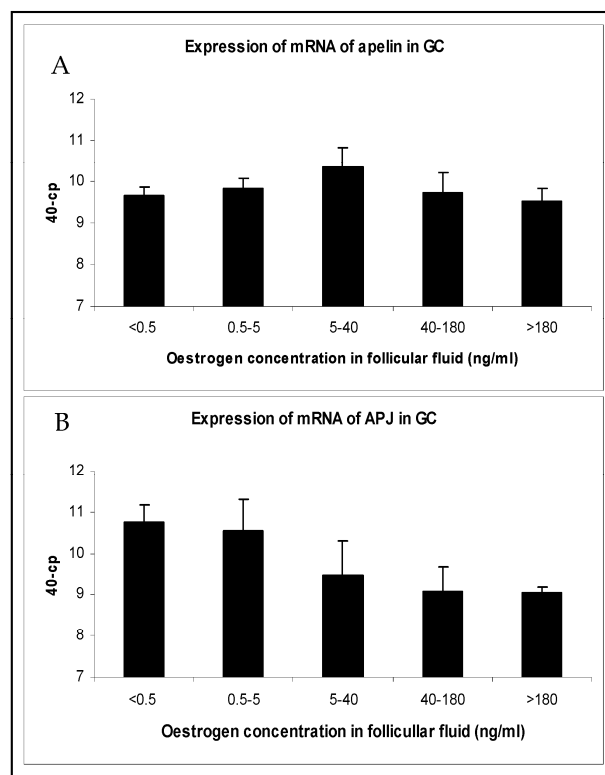 Expression of mRNA of apelin in GC
A
12
11
10
9
8
7
40-cp
<0.5 0.5-5 5-40 40-180 >180
Oestrogen concentration in follicular fluid (ng/ml)
Expression of mRNA of APJ in GC
B
12
11
10
9
8
7
40-cp
<0.5 0.5-5 5-40 40-180 >180
Oestrogen concentration in follicullar fluid (ng/ml)